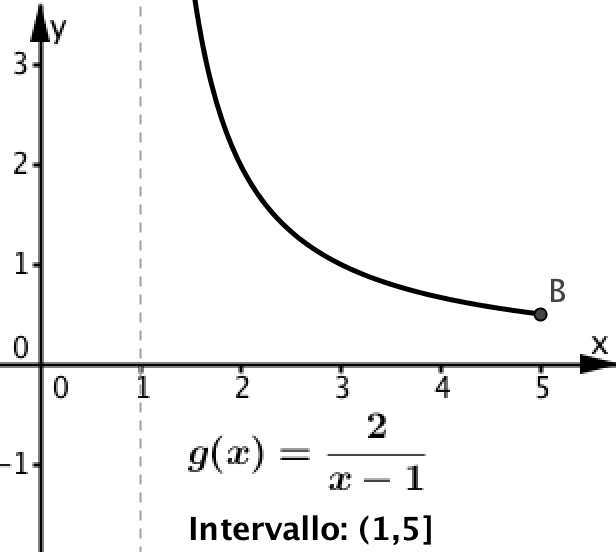 y
3
2
1
B
0
x
0 1 2 3 4 5
g(x) = 2/(x − 1)
−1
Intervallo: (1,5]